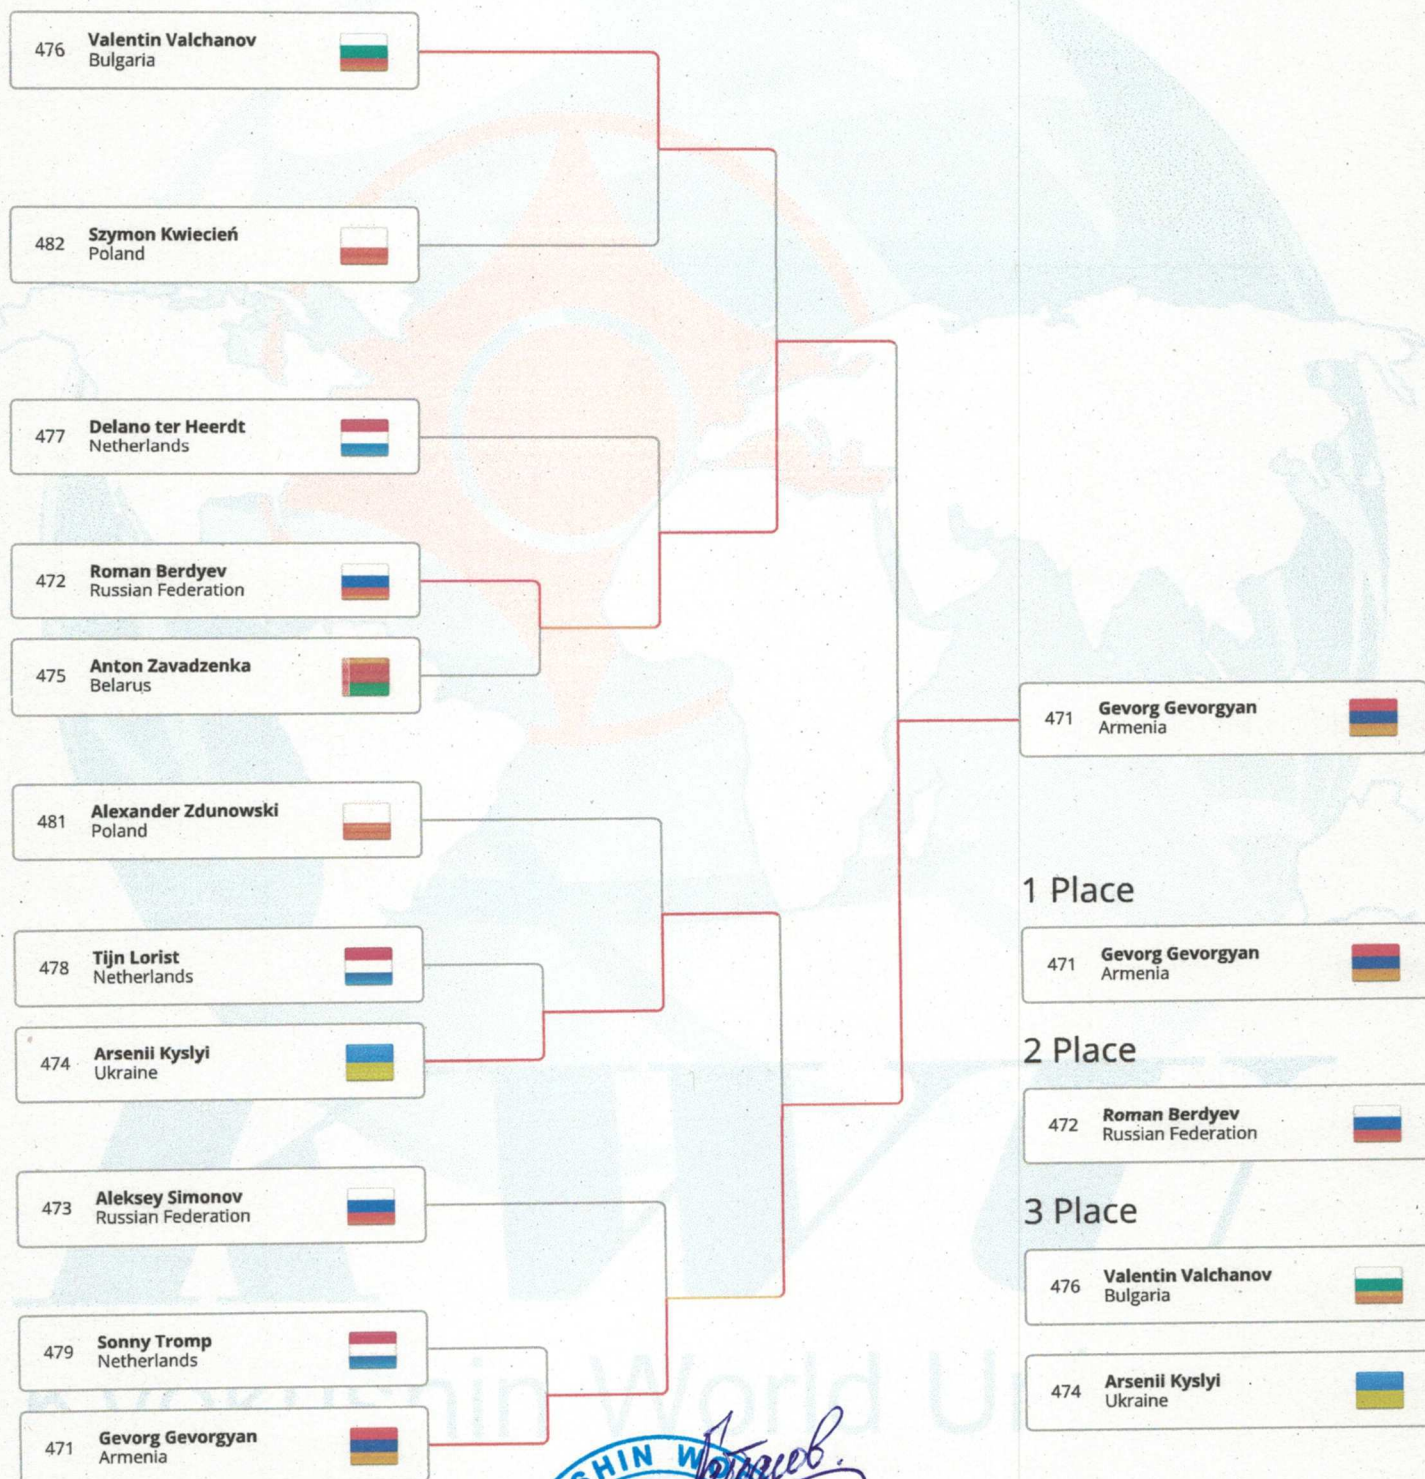 476 Valentin Valchanov
Bulgaria
482 Szymon Kwiecień
Poland
477 Delano ter Heerdt
Netherlands
472 Roman Berdyev
Russian Federation
475 Anton Zavadzenka
Belarus
481 Alexander Zdunowski
Poland
478 Tijn Lorist
Netherlands
474 Arsenii Kyslyi
Ukraine
473 Aleksey Simonov
Russian Federation
479 Sonny Tromp
Netherlands
471 Gevorg Gevorgyan
Armenia
471 Gevorg Gevorgyan
Armenia
1 Place
471 Gevorg Gevorgyan
Armenia
2 Place
472 Roman Berdyev
Russian Federation
3 Place
476 Valentin Valchanov
Bulgaria
474 Arsenii Kyslyi
Ukraine
KWU
Kyokushin World